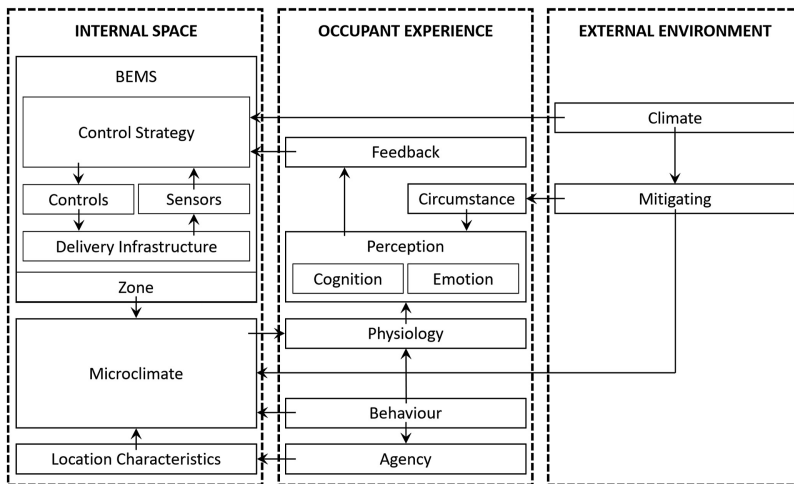 INTERNAL SPACE
BEMS
Control Strategy
Controls
Sensors
Delivery Infrastructure
Zone
Microclimate
Location Characteristics
OCCUPANT EXPERIENCE
Feedback
Circumstance
Perception
Cognition
Emotion
Physiology
Behaviour
Agency
EXTERNAL ENVIRONMENT
Climate
Mitigating